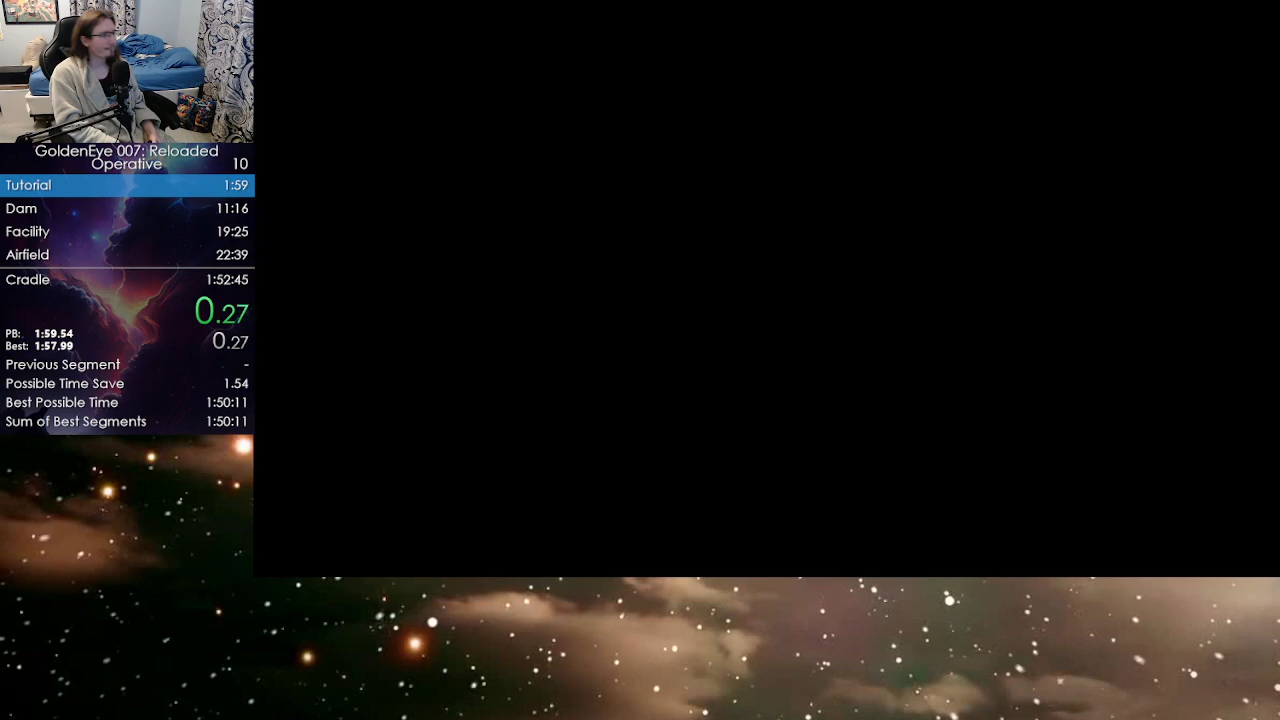 GoldenEye 007: Reloaded
Operative 10
Tutorial 1:59
Dam 11:16
Facility 19:25
Airfield 22:39
Cradle 1:52:45
0.27
PB: 1:59.54 0.27
Best: 1:57.99
Previous Segment -
Possible Time Save 1.54
Best Possible Time 1:50:11
Sum of Best Segments 1:50:11